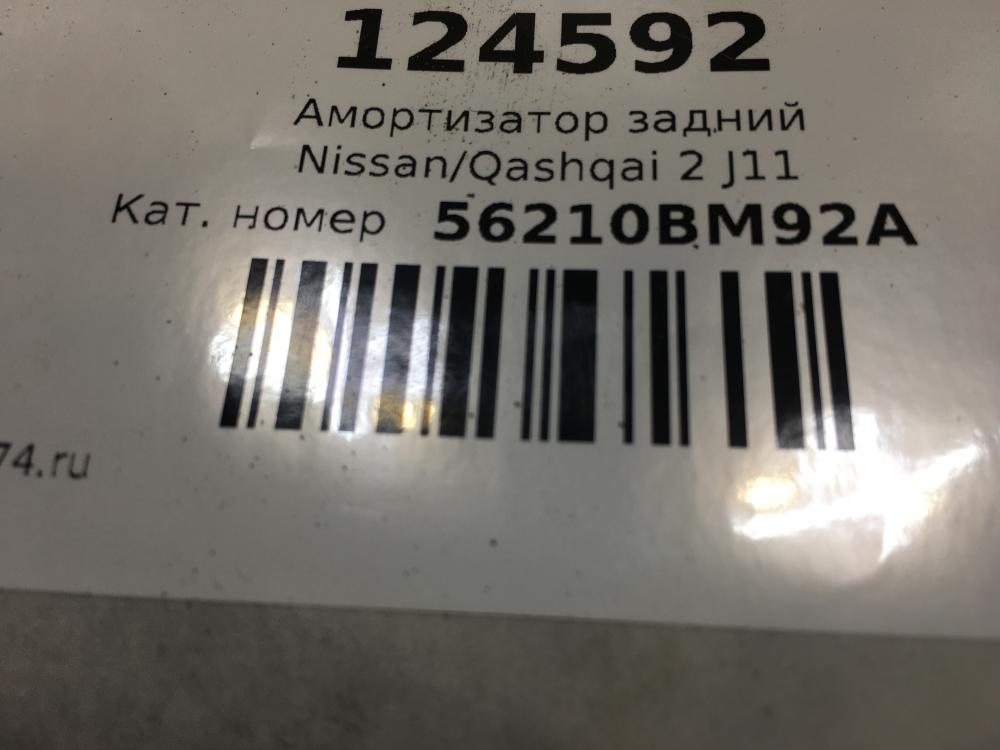 124592
Амортизатор задний
Nissan/Qashqai 2 J11
Кат. номер 56210BM92A
74.ru